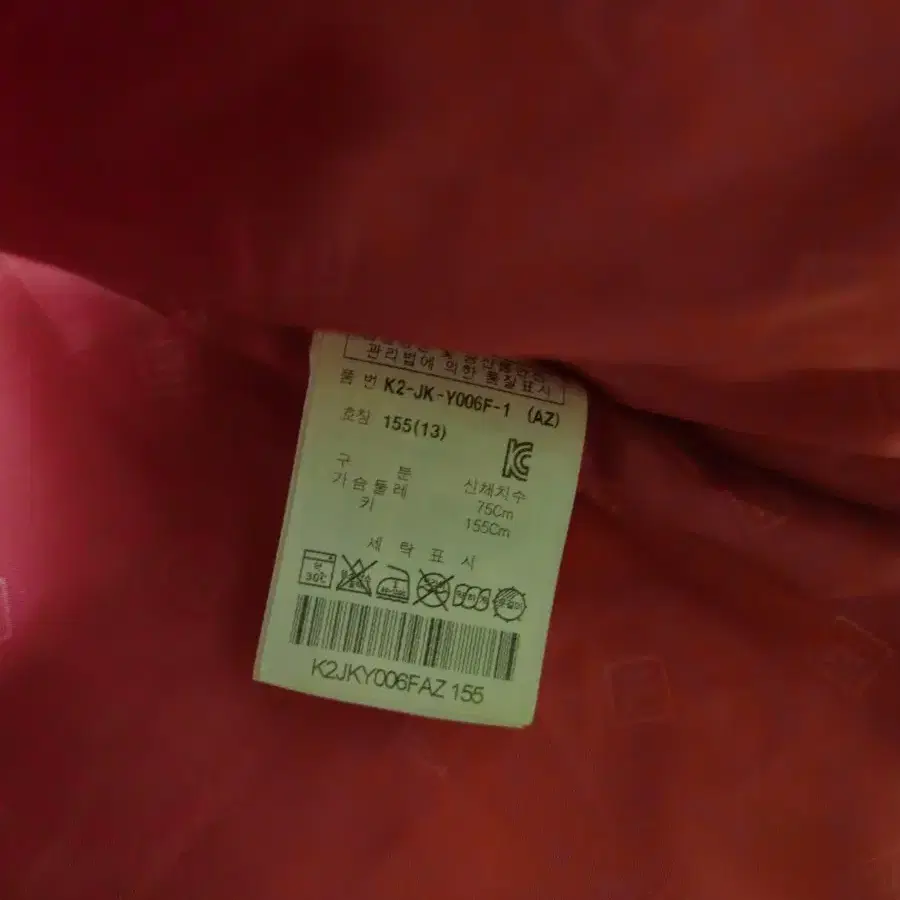 관리법에 의한 품질표시
품 번 K2-JK-Y006F-1 (AZ)
호칭 155(13)
구 분 신체치수
가슴둘레 75Cm
키 155Cm
세 탁 표 시
약 30℃
K2JKY006FAZ 155